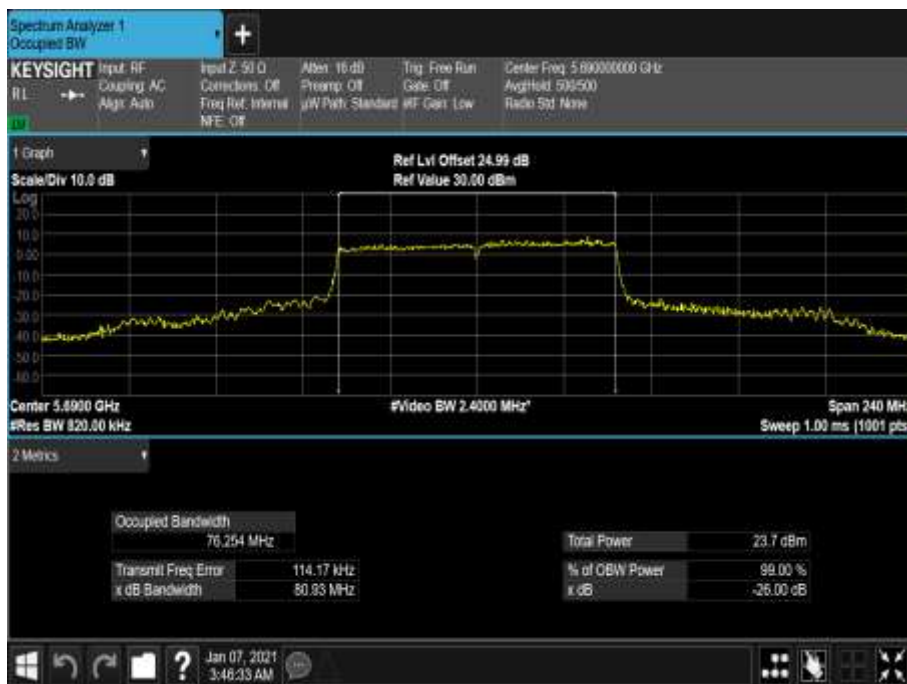 Spectrum Analyzer 1
Occupied BW
KEYSIGHT
RL
Input: RF
Coupling: AC
Align: Auto
Input Z: 50 Ω
Corrections: Off
Freq Ref: Internal
NFE: Off
Atten: 16 dB
Preamp: Off
µW Path: Standard
Trig: Free Run
Gate: Off
#IF Gain: Low
Center Freq: 5.690000000 GHz
Avg|Hold: 500/500
Radio Std: None
1 Graph
Scale/Div 10.0 dB
Ref Lvl Offset 24.99 dB
Ref Value 30.00 dBm
Log
20.0
10.0
0.00
-10.0
-20.0
-30.0
-40.0
-50.0
-60.0
Center 5.6900 GHz
#Res BW 820.00 kHz
#Video BW 2.4000 MHz*
Span 240 MH
Sweep 1.00 ms (1001 pts
2 Metrics
Occupied Bandwidth
76.254 MHz
Total Power 23.7 dBm
Transmit Freq Error 114.17 kHz
% of OBW Power 99.00 %
x dB Bandwidth 80.93 MHz
x dB -26.00 dB
?
Jan 07, 2021
3:46:33 AM